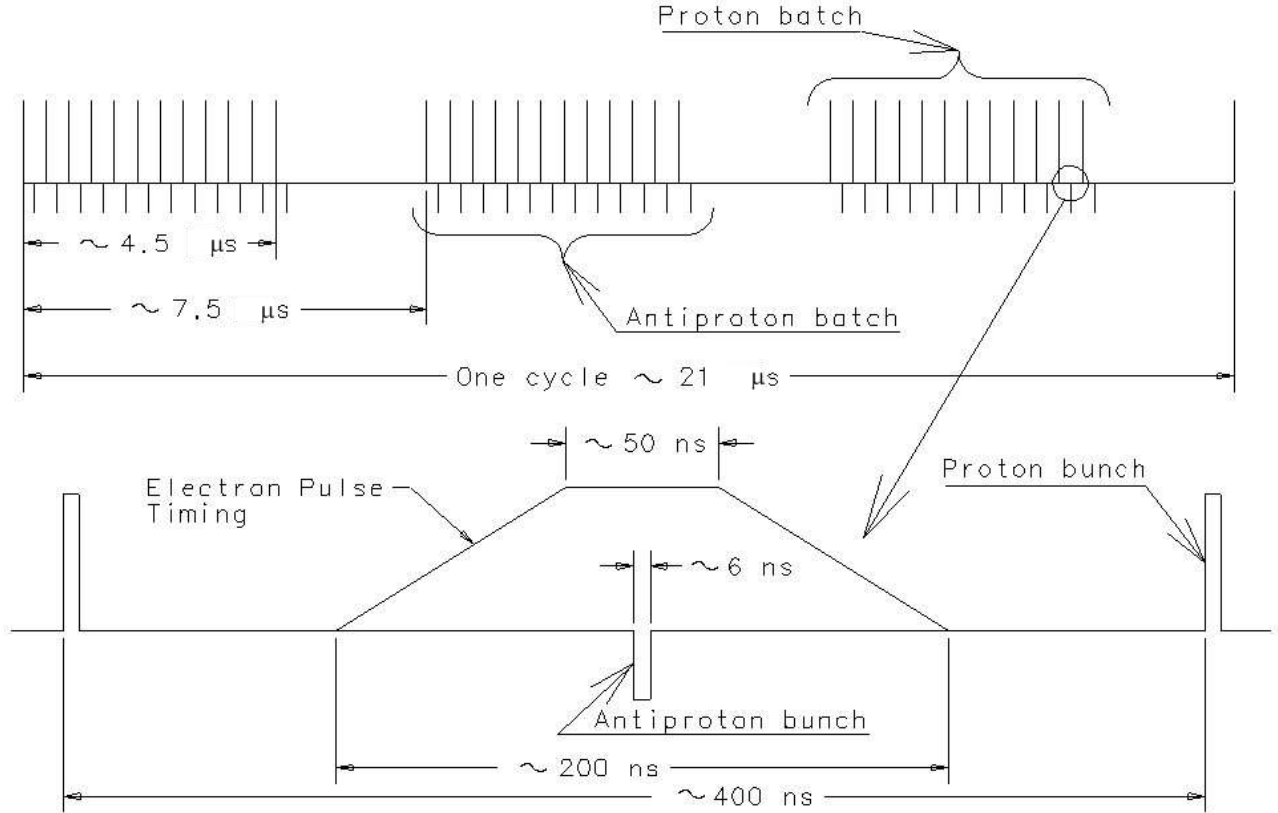 Proton batch
~ 4.5 μs
~ 7.5 μs
Antiproton batch
One cycle ~ 21 μs
~ 50 ns
Electron Pulse
Timing
Proton bunch
~ 6 ns
Antiproton bunch
~ 200 ns
~ 400 ns